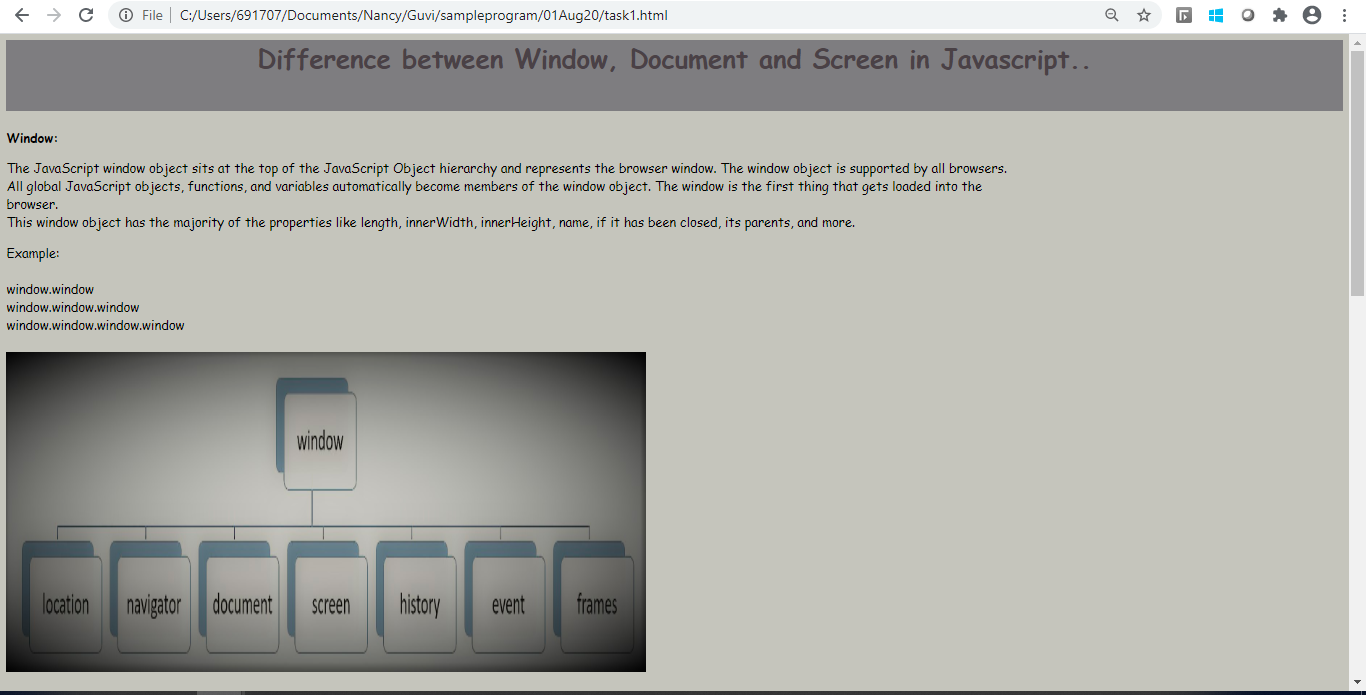 File | C:/Users/691707/Documents/Nancy/Guvi/sampleprogram/01Aug20/task1.html
Difference between Window, Document and Screen in Javascript..
Window:
The JavaScript window object sits at the top of the JavaScript Object hierarchy and represents the browser window. The window object is supported by all browsers.
All global JavaScript objects, functions, and variables automatically become members of the window object. The window is the first thing that gets loaded into the
browser.
This window object has the majority of the properties like length, innerWidth, innerHeight, name, if it has been closed, its parents, and more.
Example:
window.window
window.window.window
window.window.window.window
window
location navigator document screen history event frames